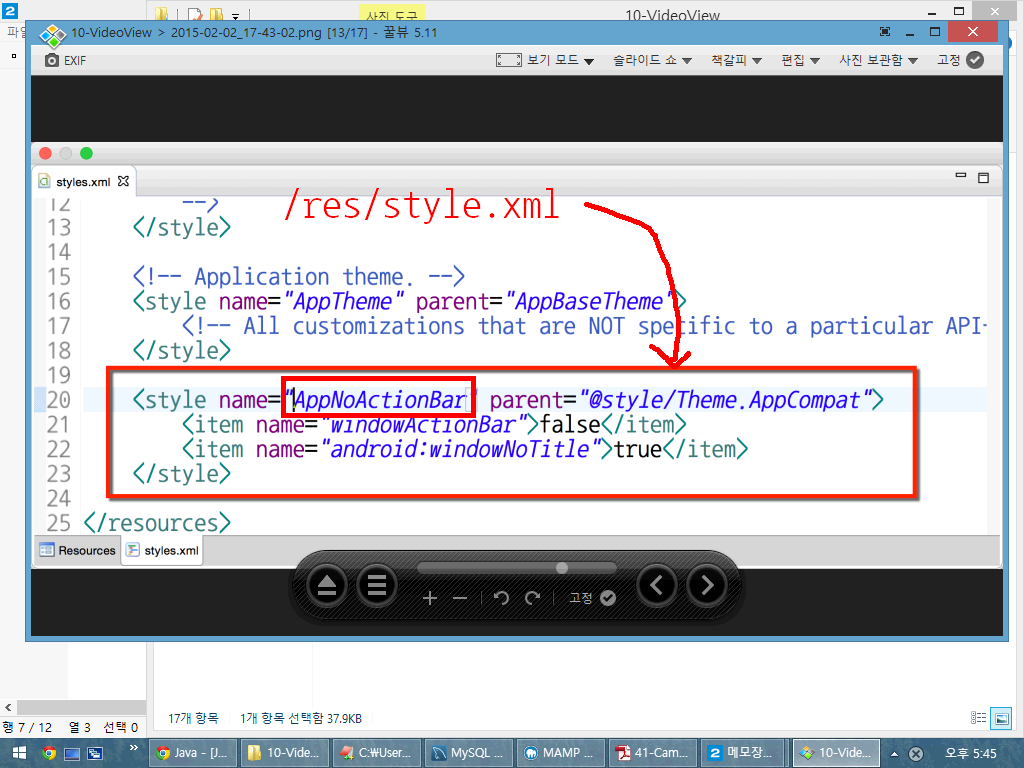 사진 도구
10-VideoView
10-VideoView > 2015-02-02_17-43-02.png [13/17] - 꿀뷰 5.11
EXIF
보기 모드
슬라이드 쇼
책갈피
편집
사진 보관함
고정
styles.xml
/res/style.xml
12 -->
13 </style>
14
15 <!-- Application theme. -->
16 <style name="AppTheme" parent="AppBaseTheme">
17 <!-- All customizations that are NOT specific to a particular API-
18 </style>
19
20 <style name="AppNoActionBar" parent="@style/Theme.AppCompat">
21 <item name="windowActionBar">false</item>
22 <item name="android:windowNoTitle">true</item>
23 </style>
24
25 </resources>
Resources
styles.xml
고정
행 7 / 12 열 3 선택 0
17개 항목 1개 항목 선택함 37.9KB
Java - [J...
10-Vide...
C:₩User...
MySQL ...
MAMP ...
41-Cam...
메모장...
10-Vide...
오후 5:45